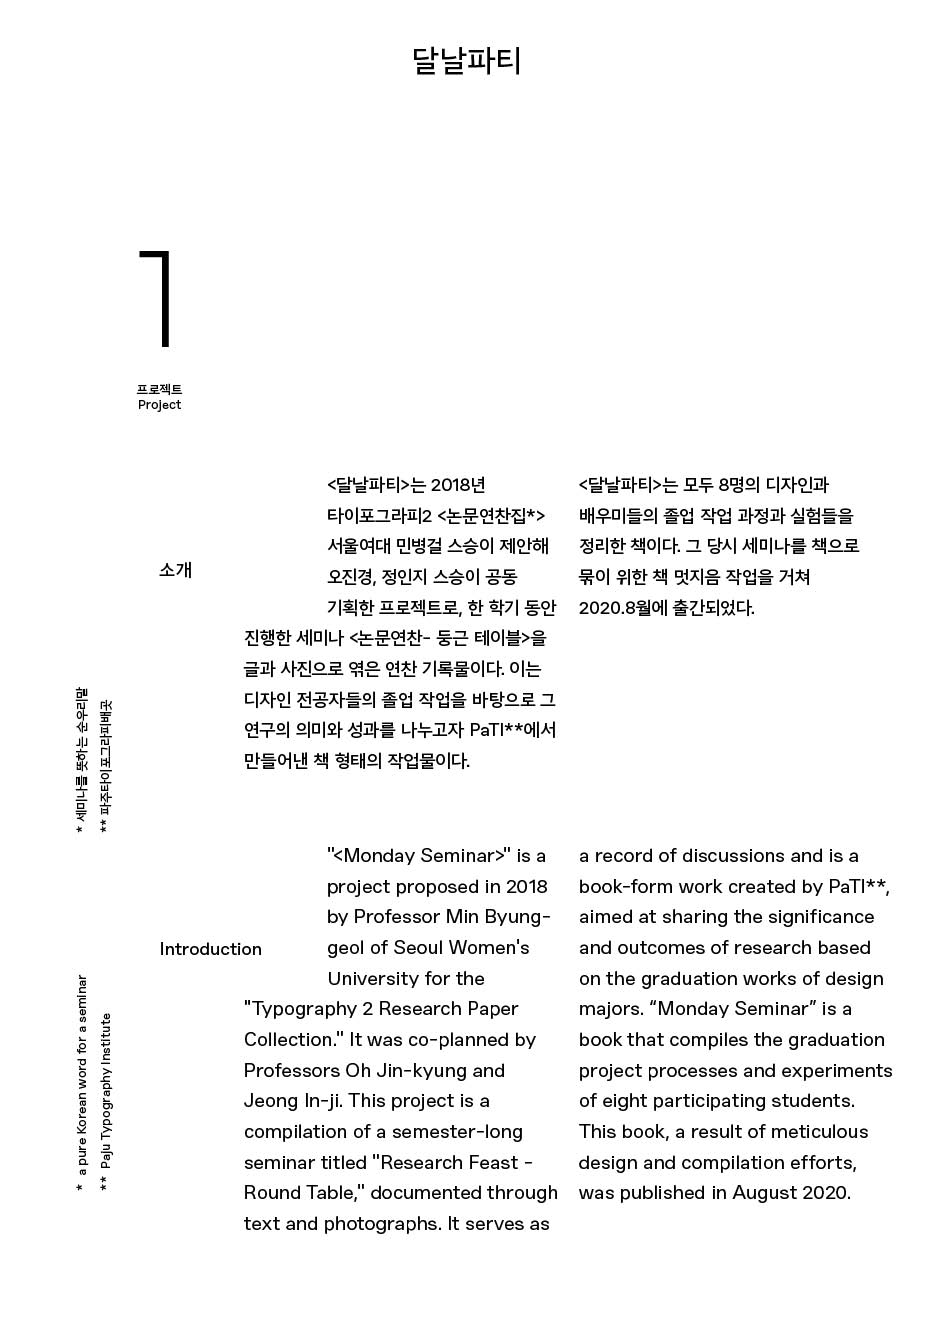 달날파티
1
프로젝트
Project
소개
<달날파티>는 2018년
타이포그라피2 <논문연찬집*>
서울여대 민병걸 스승이 제안해
오진경, 정인지 스승이 공동
기획한 프로젝트로, 한 학기 동안
진행한 세미나 <논문연찬- 둥근 테이블>을
글과 사진으로 엮은 연찬 기록물이다. 이는
디자인 전공자들의 졸업 작업을 바탕으로 그
연구의 의미와 성과를 나누고자 PaTI**에서
만들어낸 책 형태의 작업물이다.
<달날파티>는 모두 8명의 디자인과
배우미들의 졸업 작업 과정과 실험들을
정리한 책이다. 그 당시 세미나를 책으로
묶이 위한 책 멋지음 작업을 거쳐
2020.8월에 출간되었다.
* 세미나를 뜻하는 순우리말
** 파주타이포그라피배곳
Introduction
"<Monday Seminar>" is a
project proposed in 2018
by Professor Min Byung-
geol of Seoul Women's
University for the
"Typography 2 Research Paper
Collection." It was co-planned by
Professors Oh Jin-kyung and
Jeong In-ji. This project is a
compilation of a semester-long
seminar titled "Research Feast -
Round Table," documented through
text and photographs. It serves as
a record of discussions and is a
book-form work created by PaTI**,
aimed at sharing the significance
and outcomes of research based
on the graduation works of design
majors. “Monday Seminar” is a
book that compiles the graduation
project processes and experiments
of eight participating students.
This book, a result of meticulous
design and compilation efforts,
was published in August 2020.
* a pure Korean word for a seminar
** PaJu Typography Institute